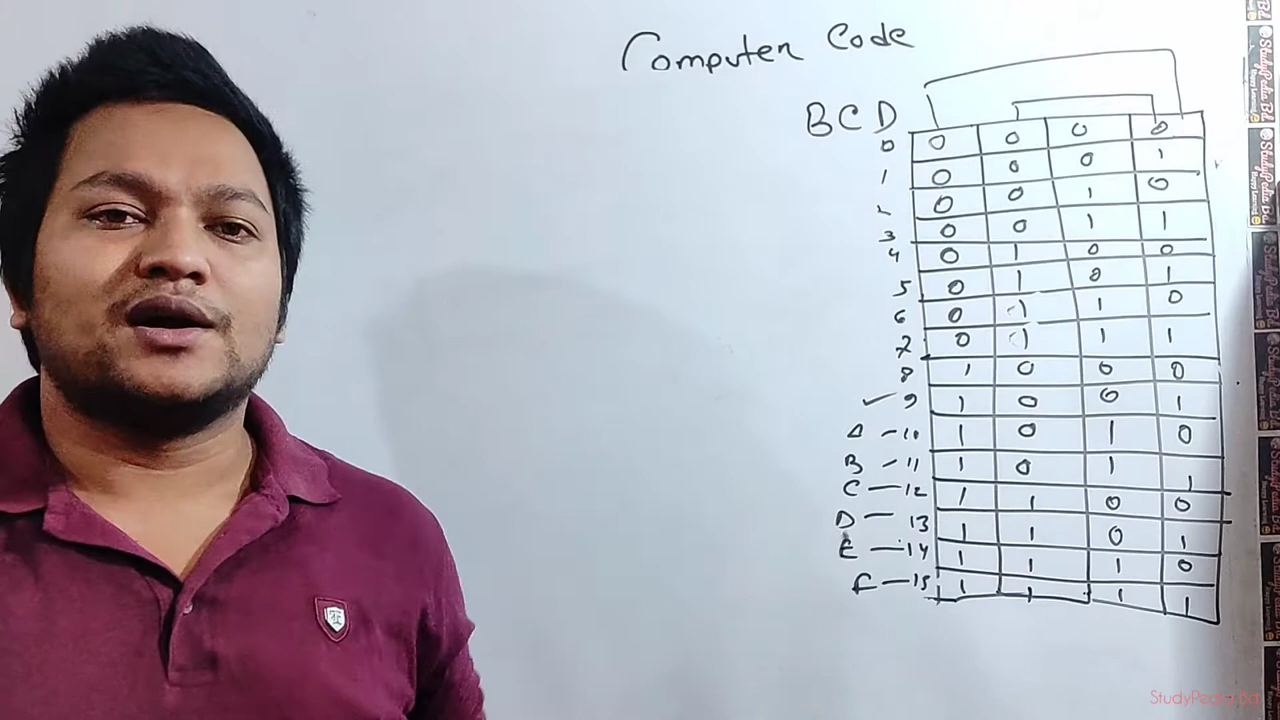 Computer Code
BCD
0 0 0 0 0
1 0 0 0 1
2 0 0 1 0
3 0 0 1 1
4 0 1 0 0
5 0 1 0 1
6 0 1 1 0
7 0 1 1 1
8 1 0 0 0
✓ 9 1 0 0 1
A - 10 1 0 1 0
B - 11 1 0 1 1
C - 12 1 1 0 0
D - 13 1 1 0 1
E - 14 1 1 1 0
F - 15 1 1 1 1
StudyPedia Bd.
StudyPedia Bd.
Happy Learning